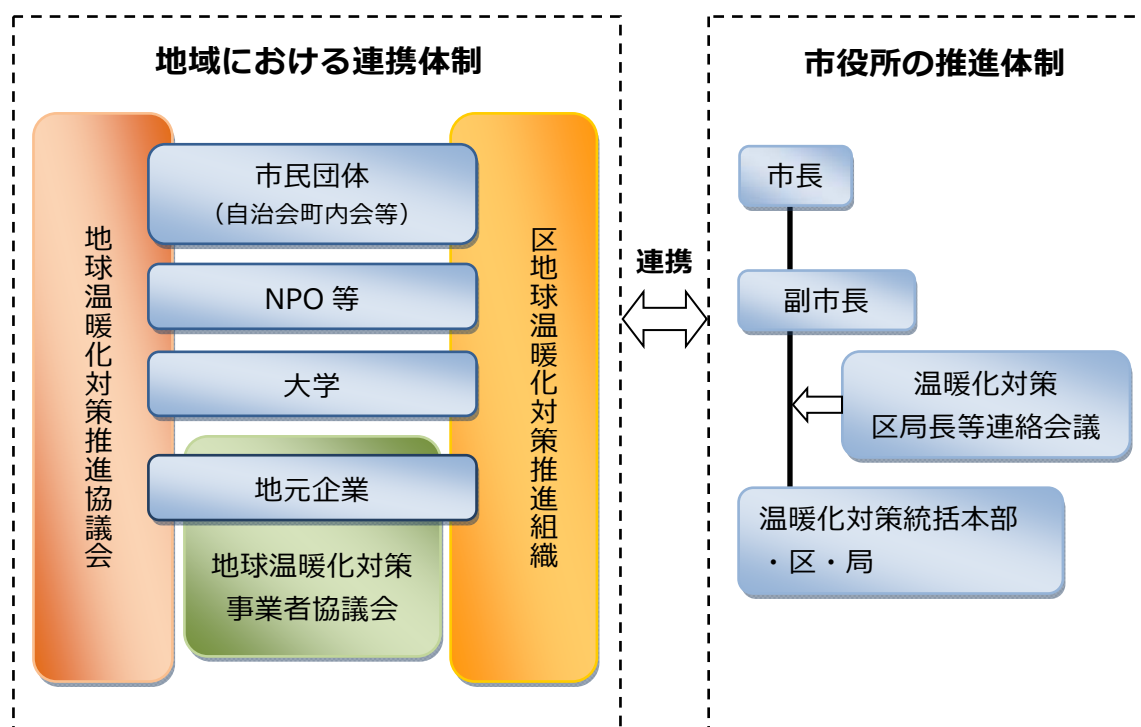 地域における連携体制
地球温暖化対策推進協議会
市民団体
（自治会町内会等）
NPO 等
大学
地元企業
地球温暖化対策
事業者協議会
区地球温暖化対策推進組織
連携
市役所の推進体制
市長
副市長
温暖化対策
区局長等連絡会議
温暖化対策統括本部
・区・局